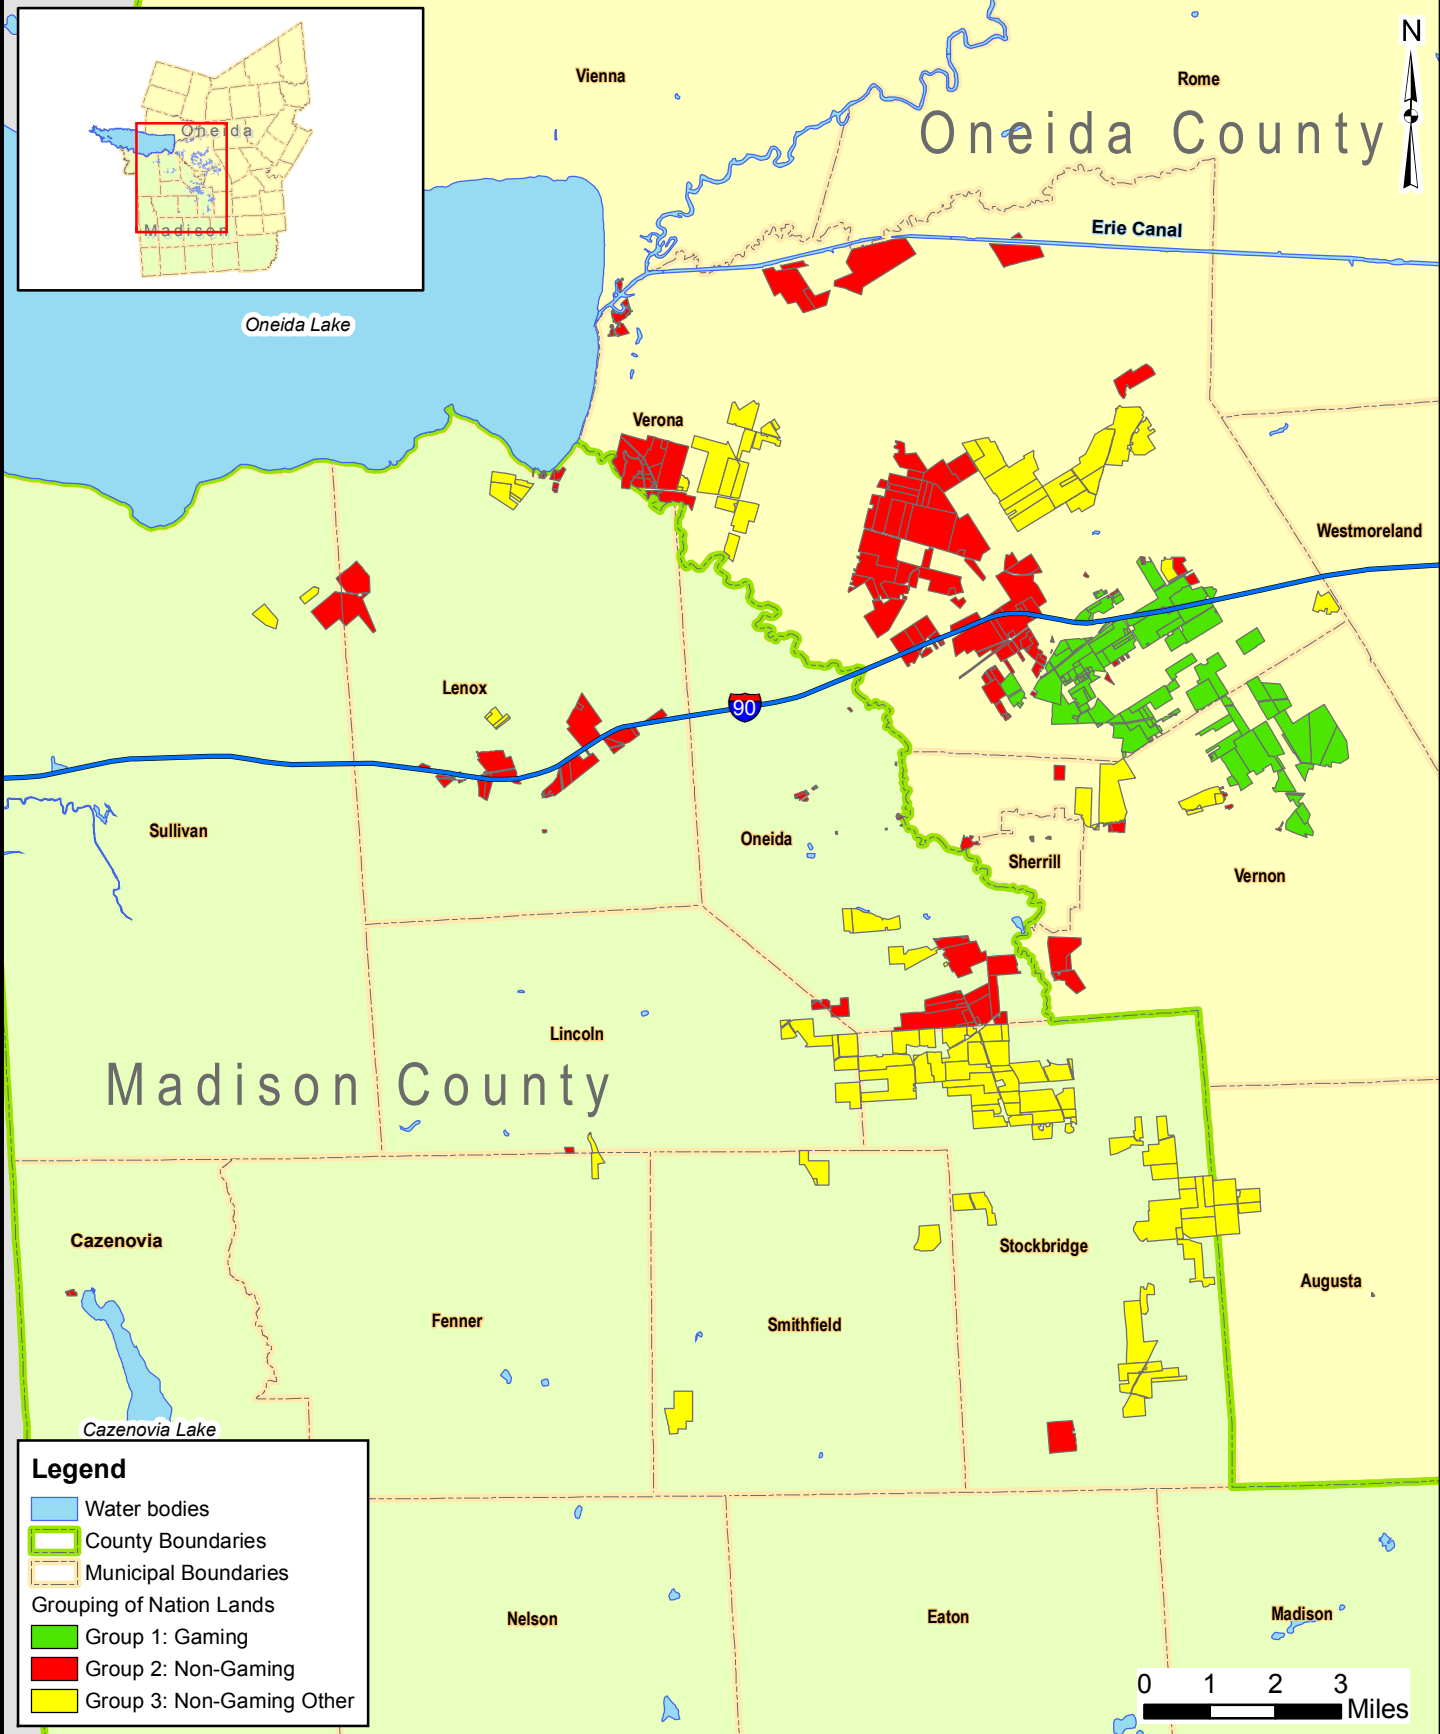 Oneida
Madison
N
Vienna
Rome
Oneida County
Erie Canal
Oneida Lake
Verona
Westmoreland
Lenox
90
Sullivan
Oneida
Sherrill
Vernon
Lincoln
Madison County
Cazenovia
Stockbridge
Augusta
Fenner
Smithfield
Cazenovia Lake
Legend
Water bodies
County Boundaries
Municipal Boundaries
Grouping of Nation Lands
Group 1: Gaming
Group 2: Non-Gaming
Group 3: Non-Gaming Other
Nelson
Eaton
Madison
0 1 2 3
Miles